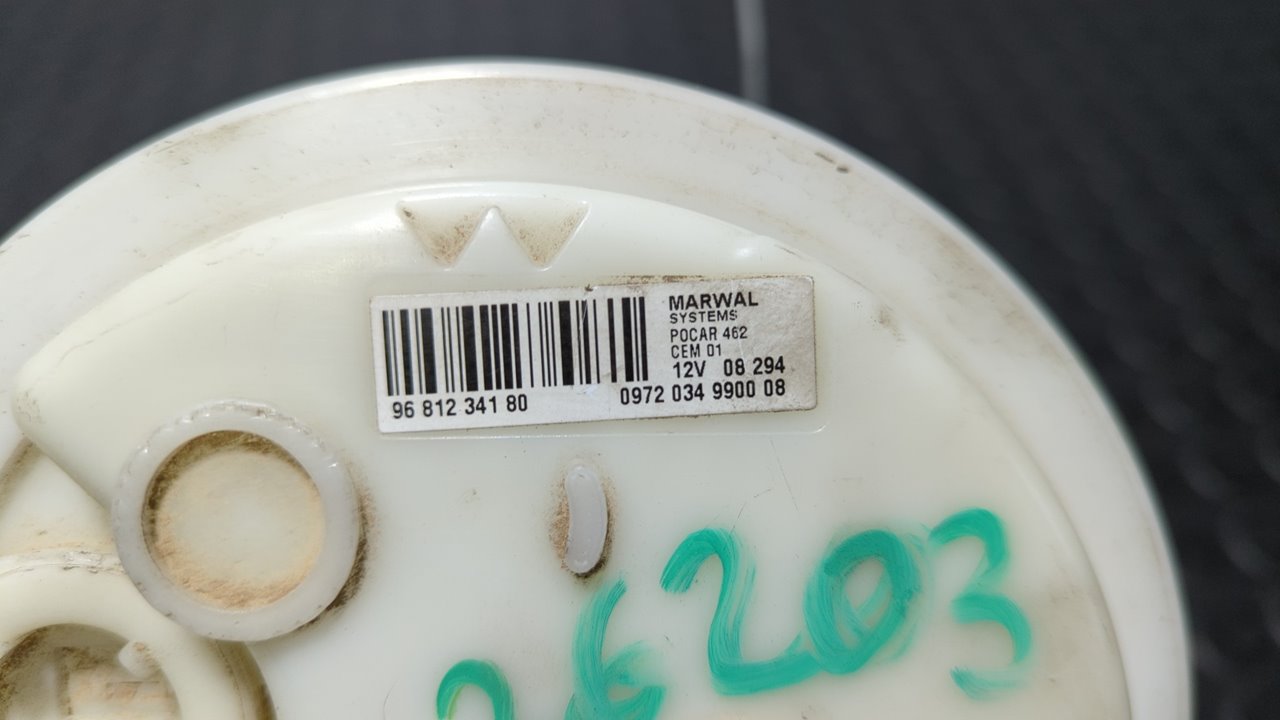 MARWAL
SYSTEMS
POCAR 462
CEM 01
12V 08 294
96 812 341 80
0972 034 9900 08
26203